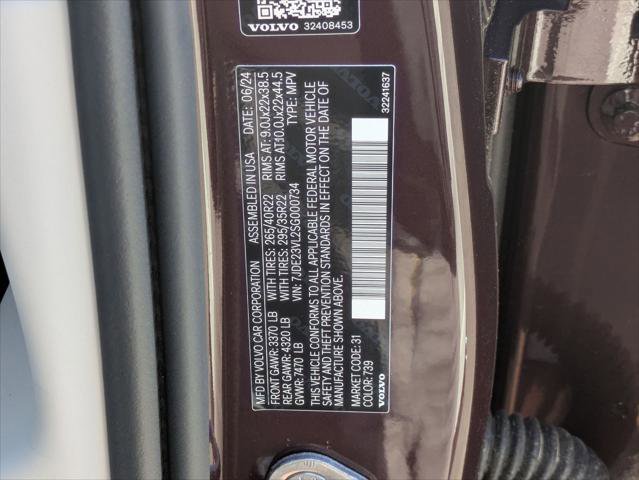 VOLVO 32408453
MFD BY VOLVO CAR CORPORATION ASSEMBLED IN USA DATE: 06/24
FRONT GAWR: 3370 LB WITH TIRES: 265/40R22 RIMS AT: 9.0Jx22x38.5
REAR GAWR: 4320 LB WITH TIRES: 295/35R22 RIMS AT:10.0Jx22x44.5
GWWR: 7470 LB VIN: 7JDE23VL2SG000734 TYPE: MPV
THIS VEHICLE CONFORMS TO ALL APPLICABLE FEDERAL MOTOR VEHICLE
SAFETY AND THEFT PREVENTION STANDARDS IN EFFECT ON THE DATE OF
MANUFACTURE SHOWN ABOVE.
MARKET CODE: 31
COLOR: 739
VOLVO
32241637